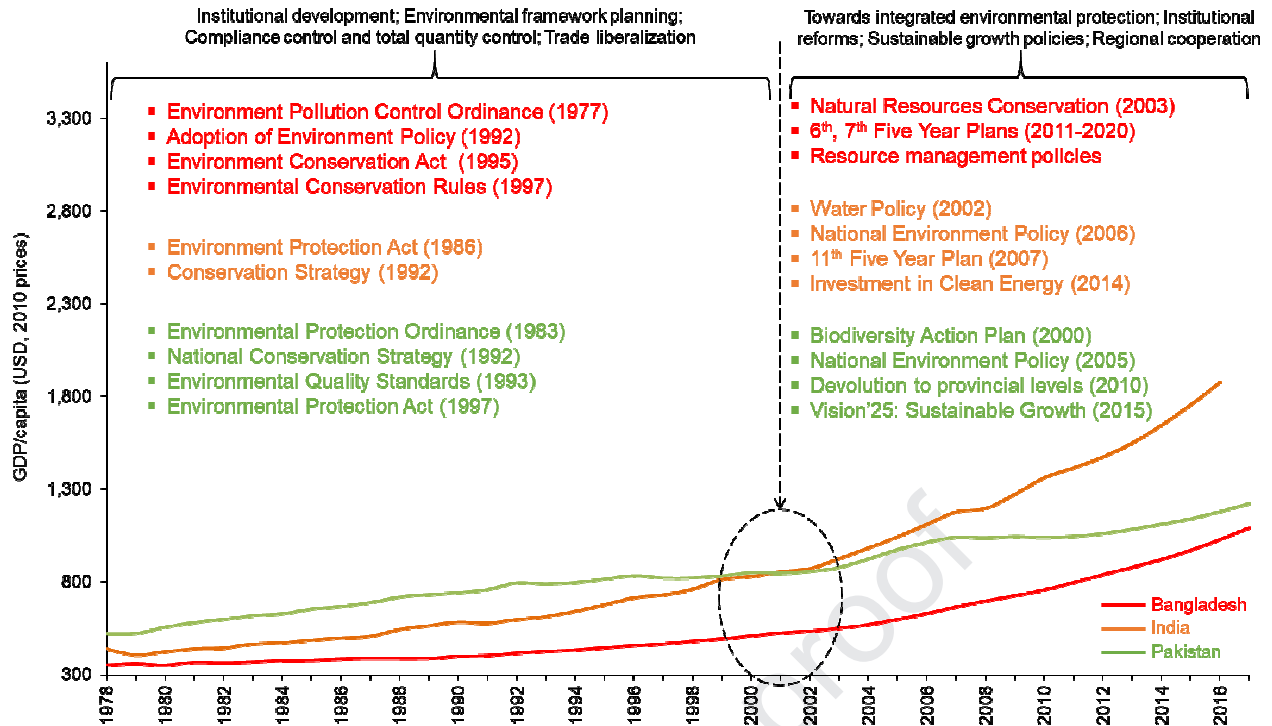 Institutional development; Environmental framework planning;
Compliance control and total quantity control; Trade liberalization
Towards integrated environmental protection; Institutional
reforms; Sustainable growth policies; Regional cooperation
▪ Environment Pollution Control Ordinance (1977)
▪ Adoption of Environment Policy (1992)
▪ Environment Conservation Act (1995)
▪ Environmental Conservation Rules (1997)
▪ Environment Protection Act (1986)
▪ Conservation Strategy (1992)
▪ Environmental Protection Ordinance (1983)
▪ National Conservation Strategy (1992)
▪ Environmental Quality Standards (1993)
▪ Environmental Protection Act (1997)
▪ Natural Resources Conservation (2003)
▪ 6th, 7th Five Year Plans (2011-2020)
▪ Resource management policies
▪ Water Policy (2002)
▪ National Environment Policy (2006)
▪ 11th Five Year Plan (2007)
▪ Investment in Clean Energy (2014)
▪ Biodiversity Action Plan (2000)
▪ National Environment Policy (2005)
▪ Devolution to provincial levels (2010)
▪ Vision'25: Sustainable Growth (2015)
GDP/capita (USD, 2010 prices)
3,300
2,800
2,300
1,800
1,300
800
300
1978
1980
1982
1984
1986
1988
1990
1992
1994
1996
1998
2000
2002
2004
2006
2008
2010
2012
2014
2016
Bangladesh
India
Pakistan
proof